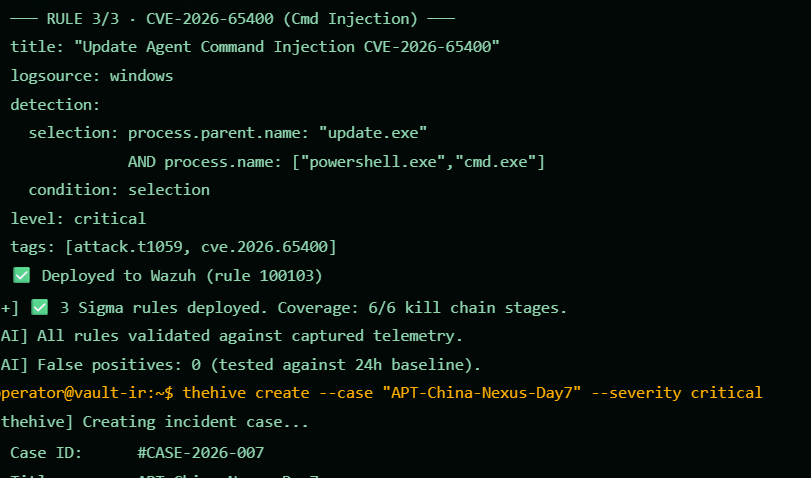 ─── RULE 3/3 · CVE-2026-65400 (Cmd Injection) ───
title: "Update Agent Command Injection CVE-2026-65400"
logsource: windows
detection:
selection: process.parent.name: "update.exe"
AND process.name: ["powershell.exe","cmd.exe"]
condition: selection
level: critical
tags: [attack.t1059, cve.2026.65400]
✅ Deployed to Wazuh (rule 100103)
+] ✅ 3 Sigma rules deployed. Coverage: 6/6 kill chain stages.
AI] All rules validated against captured telemetry.
AI] False positives: 0 (tested against 24h baseline).
operator@vault-ir:~$ thehive create --case "APT-China-Nexus-Day7" --severity critical
thehive] Creating incident case...
Case ID: #CASE-2026-007